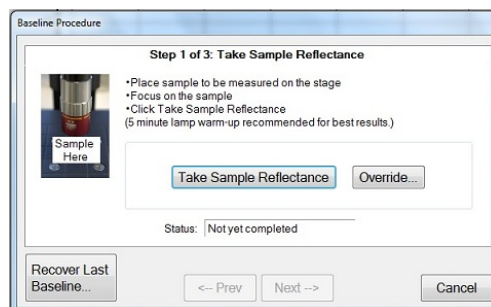 Baseline Procedure
Step 1 of 3: Take Sample Reflectance
•Place sample to be measured on the stage
•Focus on the sample
•Click Take Sample Reflectance
(5 minute lamp warm-up recommended for best results.)
Sample
Here
Take Sample Reflectance
Override...
Status:
Not yet completed
Recover Last
Baseline...
<-- Prev
Next -->
Cancel